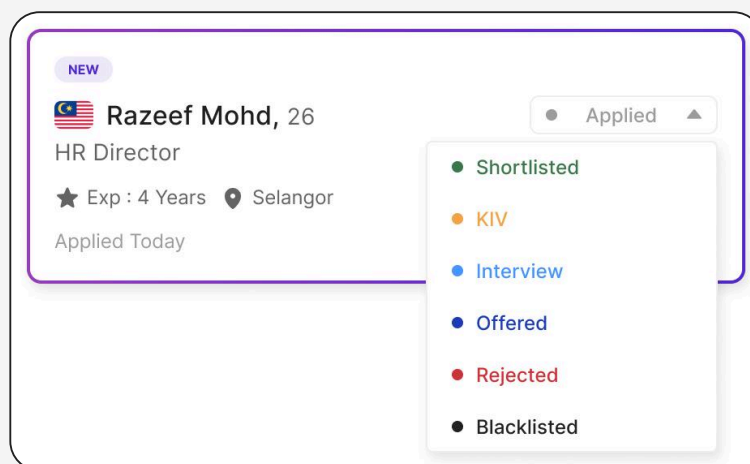 NEW
Razeef Mohd, 26
Applied
HR Director
Exp : 4 Years Selangor
Applied Today
Shortlisted
KIV
Interview
Offered
Rejected
Blacklisted